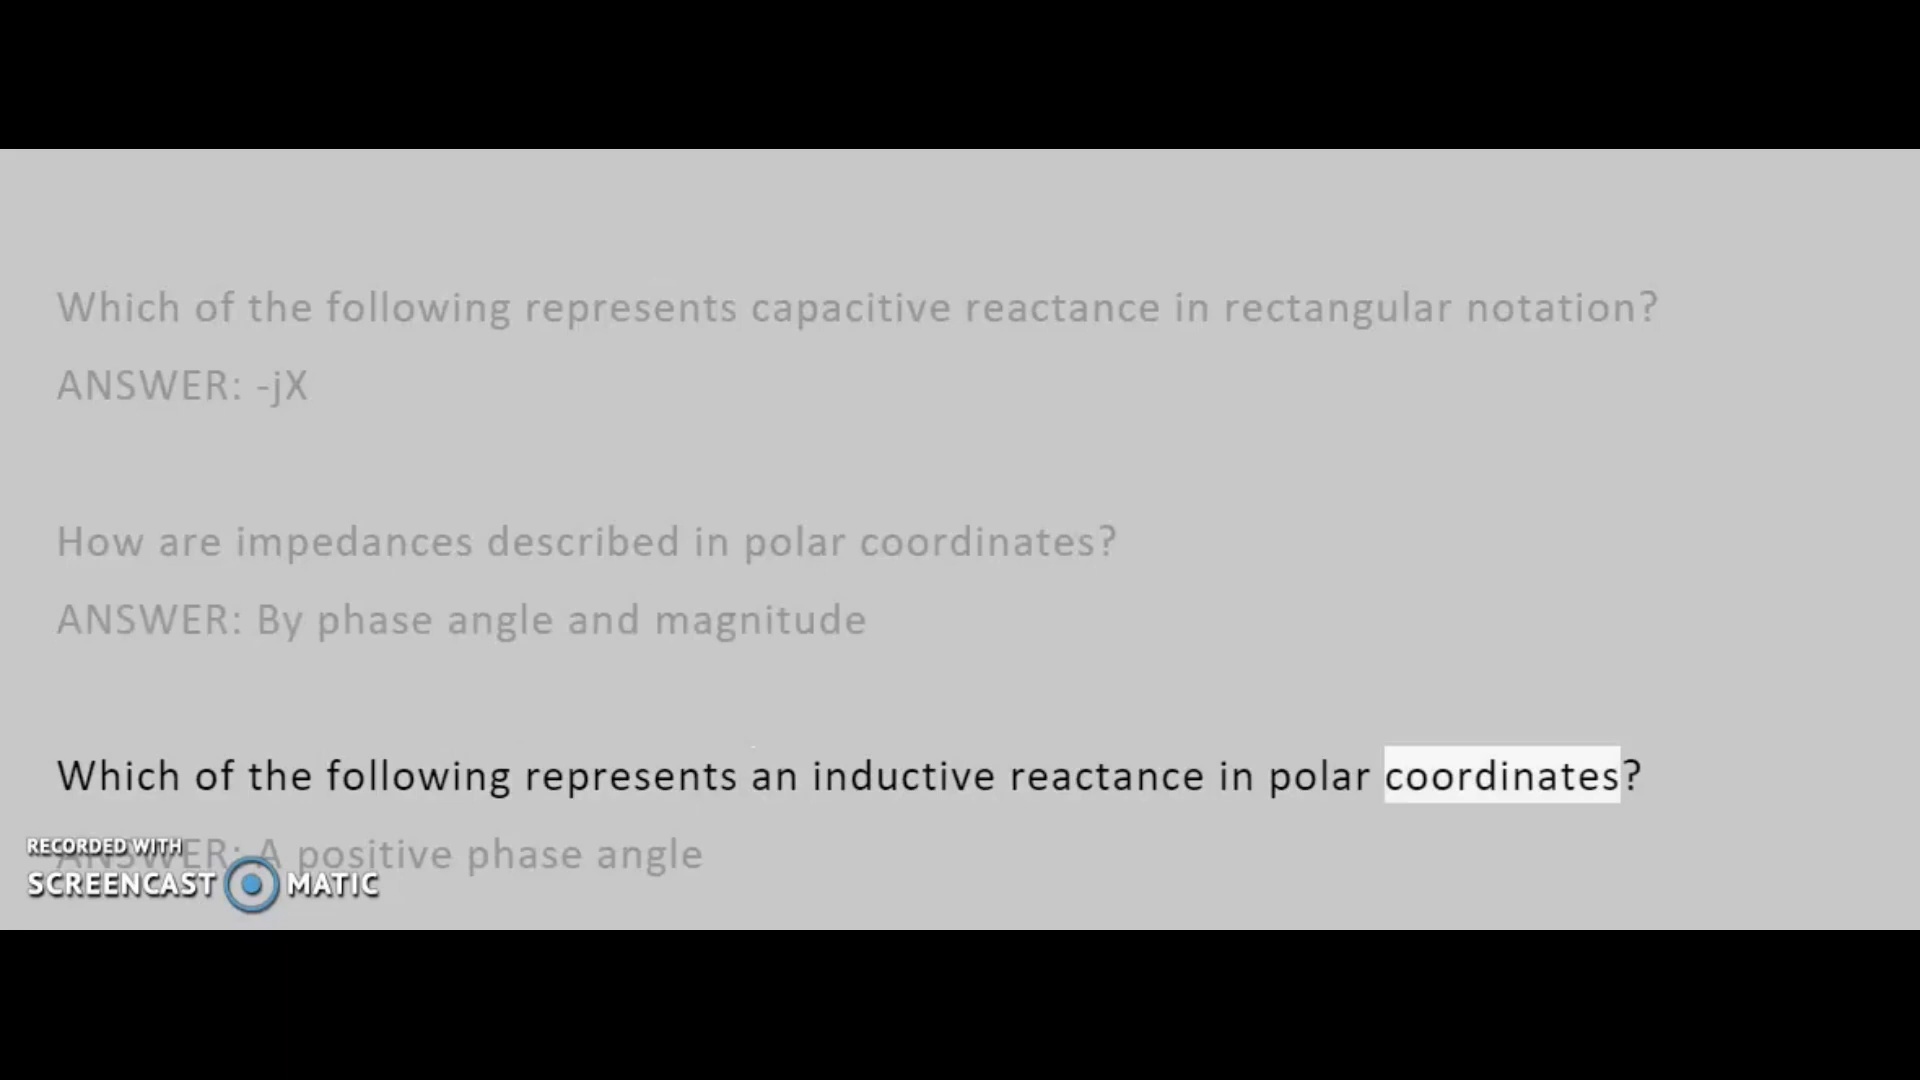 Which of the following represents capacitive reactance in rectangular notation?
ANSWER: -jX
How are impedances described in polar coordinates?
ANSWER: By phase angle and magnitude
Which of the following represents an inductive reactance in polar coordinates?
ANSWER: A positive phase angle
RECORDED WITH
SCREENCAST MATIC